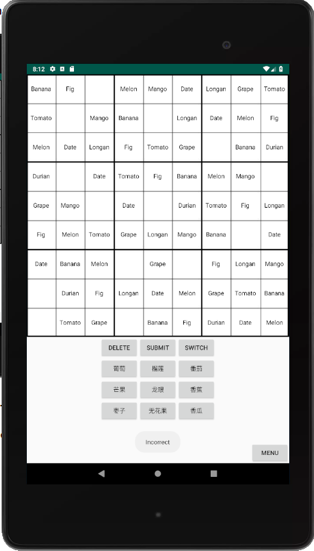 8:12
Banana Fig Melon Mango Date Longan Grape Tomato
Tomato Mango Banana Longan Date Melon Fig
Melon Date Longan Fig Tomato Grape Banana Durian
Durian Date Tomato Fig Banana Melon Mango
Grape Mango Date Durian Tomato Fig Longan
Fig Melon Tomato Grape Longan Mango Banana Date
Date Banana Melon Grape Fig Longan Mango
Durian Fig Longan Date Melon Grape Tomato Banana
Tomato Grape Banana Fig Durian Date Melon
DELETE SUBMIT SWITCH
葡萄 榴莲 番茄
芒果 龙眼 香蕉
枣子 无花果 香瓜
Incorrect
MENU